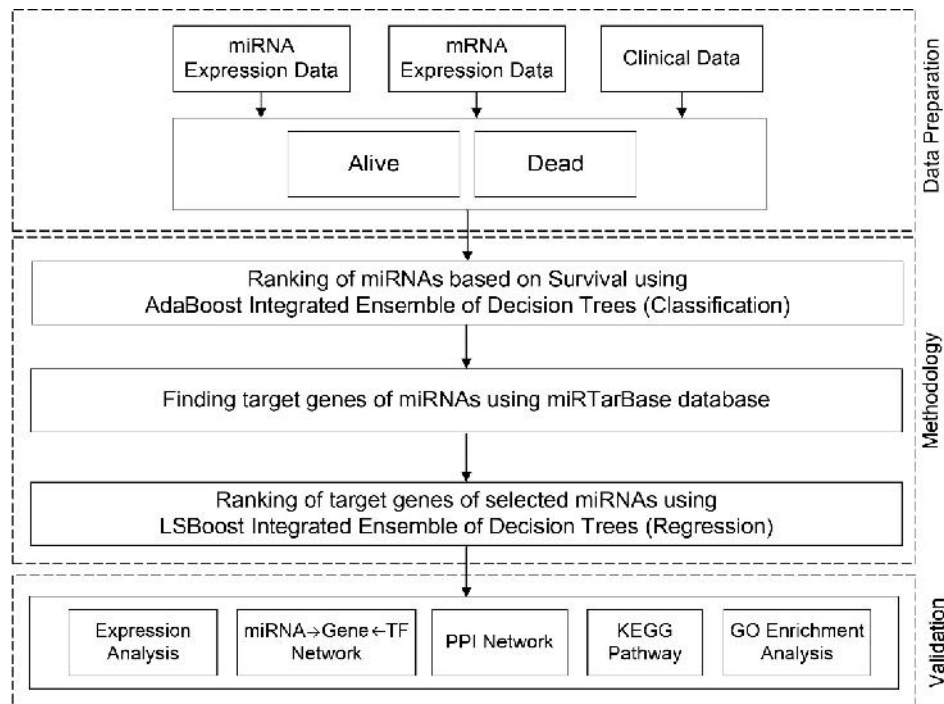 miRNA
Expression Data
mRNA
Expression Data
Clinical Data
Alive
Dead
Data Preparation
Ranking of miRNAs based on Survival using
AdaBoost Integrated Ensemble of Decision Trees (Classification)
Finding target genes of miRNAs using miRTarBase database
Ranking of target genes of selected miRNAs using
LSBoost Integrated Ensemble of Decision Trees (Regression)
Methodology
Expression
Analysis
miRNA→Gene←TF
Network
PPI Network
KEGG
Pathway
GO Enrichment
Analysis
Validation